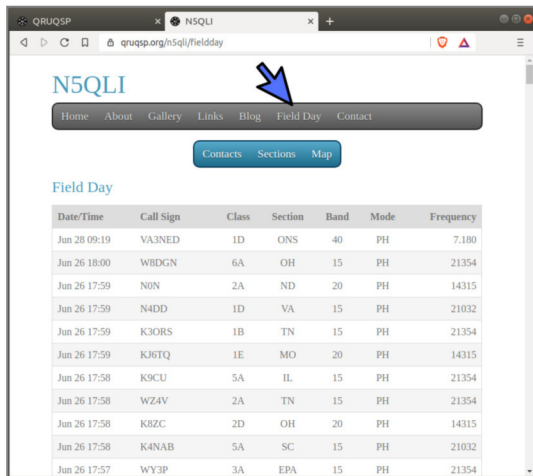 QRUQSP N5QLI
qruqsp.org/n5qli/fieldday
N5QLI
Home About Gallery Links Blog Field Day Contact
Contacts Sections Map
Field Day
Date/Time Call Sign Class Section Band Mode Frequency
Jun 28 09:19 VA3NED 1D ONS 40 PH 7.180
Jun 26 18:00 W8DGN 6A OH 15 PH 21354
Jun 26 17:59 N0N 2A ND 20 PH 14315
Jun 26 17:59 N4DD 1D VA 15 PH 21032
Jun 26 17:59 K3ORS 1B TN 15 PH 21354
Jun 26 17:59 KJ6TQ 1E MO 20 PH 14315
Jun 26 17:58 K9CU 5A IL 15 PH 21354
Jun 26 17:58 WZ4V 2A TN 15 PH 21354
Jun 26 17:58 K8ZC 2D OH 20 PH 14315
Jun 26 17:58 K4NAB 5A SC 15 PH 21032
Jun 26 17:57 WY3P 3A EPA 15 PH 21354